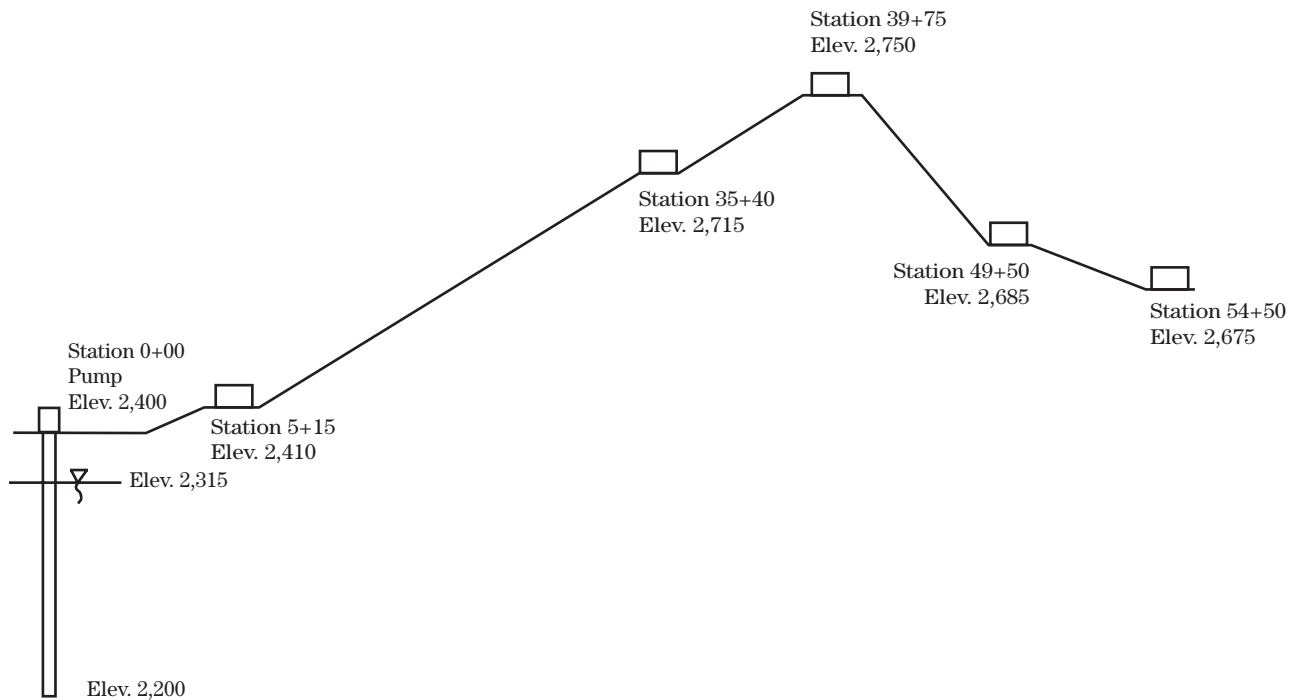 Station 39+75
Elev. 2,750
Station 35+40
Elev. 2,715
Station 49+50
Elev. 2,685
Station 54+50
Elev. 2,675
Station 0+00
Pump
Elev. 2,400
Station 5+15
Elev. 2,410
Elev. 2,315
Elev. 2,200